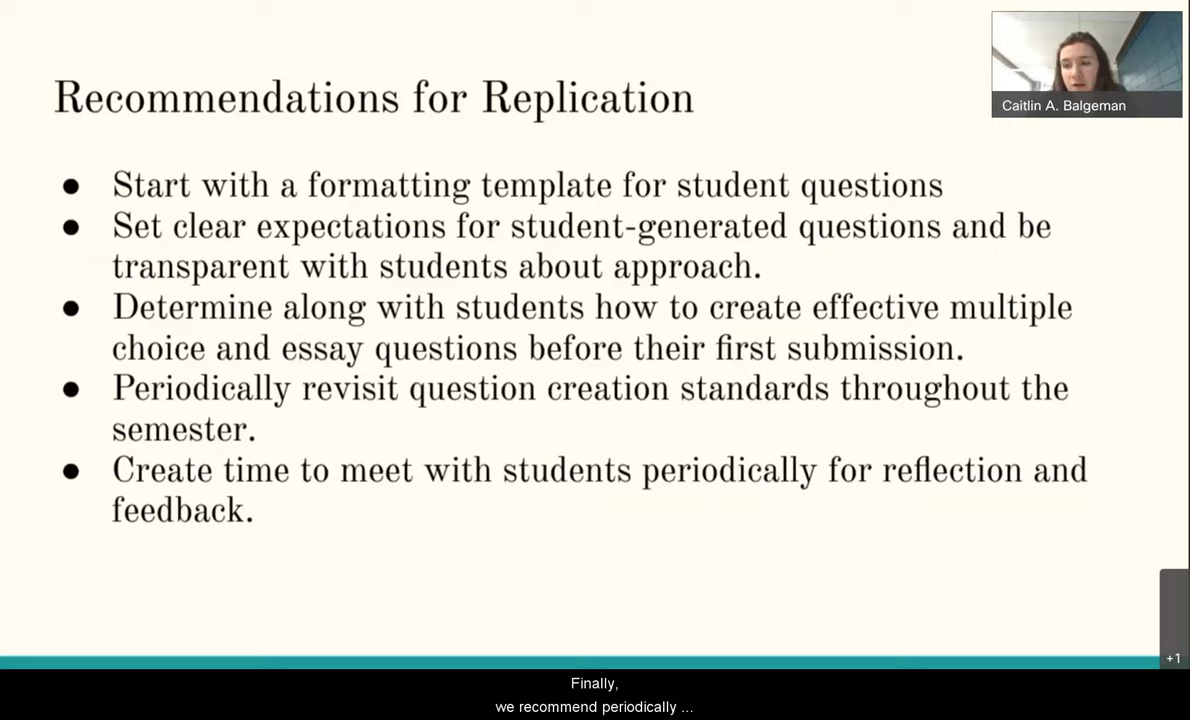 Recommendations for Replication
Caitlin A. Balgeman
● Start with a formatting template for student questions
● Set clear expectations for student-generated questions and be
transparent with students about approach.
● Determine along with students how to create effective multiple
choice and essay questions before their first submission.
● Periodically revisit question creation standards throughout the
semester.
● Create time to meet with students periodically for reflection and
feedback.
+1
Finally,
we recommend periodically ...